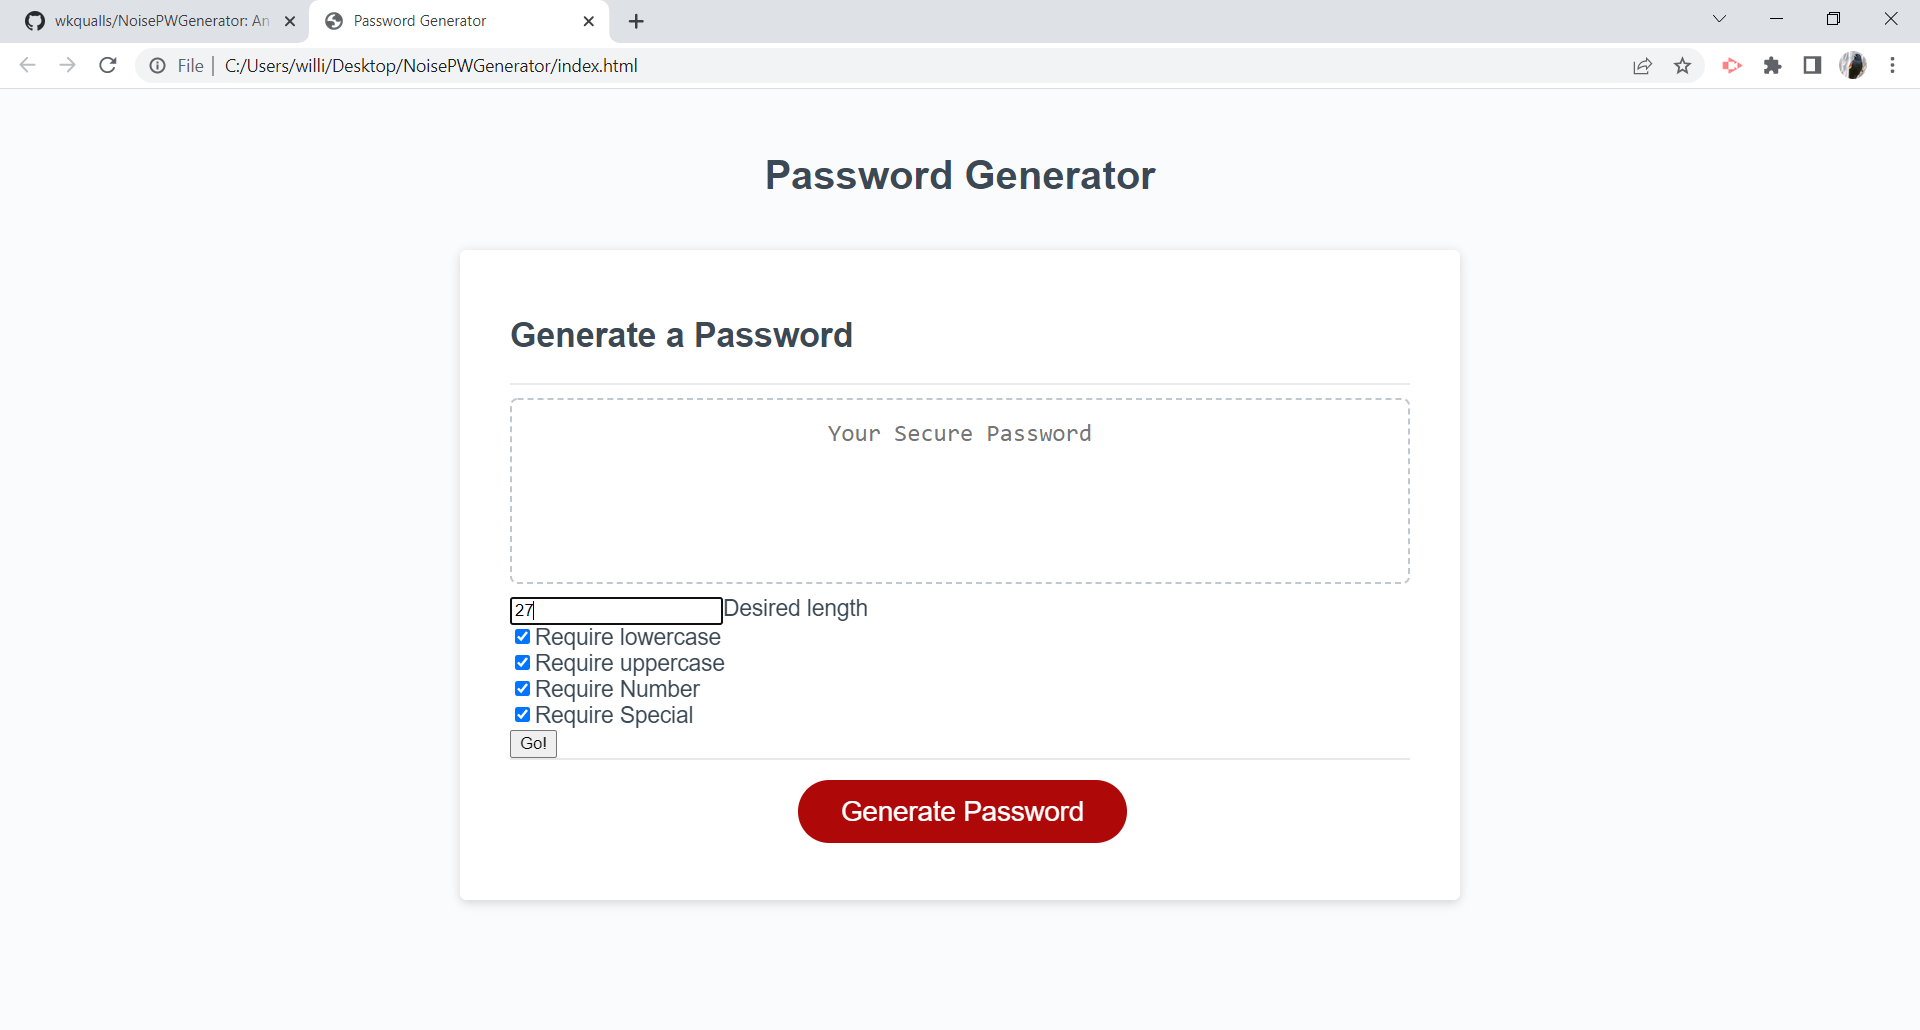 wkqualls/NoisePWGenerator: An
Password Generator
File
C:/Users/willi/Desktop/NoisePWGenerator/index.html
Password Generator
Generate a Password
Your Secure Password
27 Desired length
Require lowercase
Require uppercase
Require Number
Require Special
Go!
Generate Password